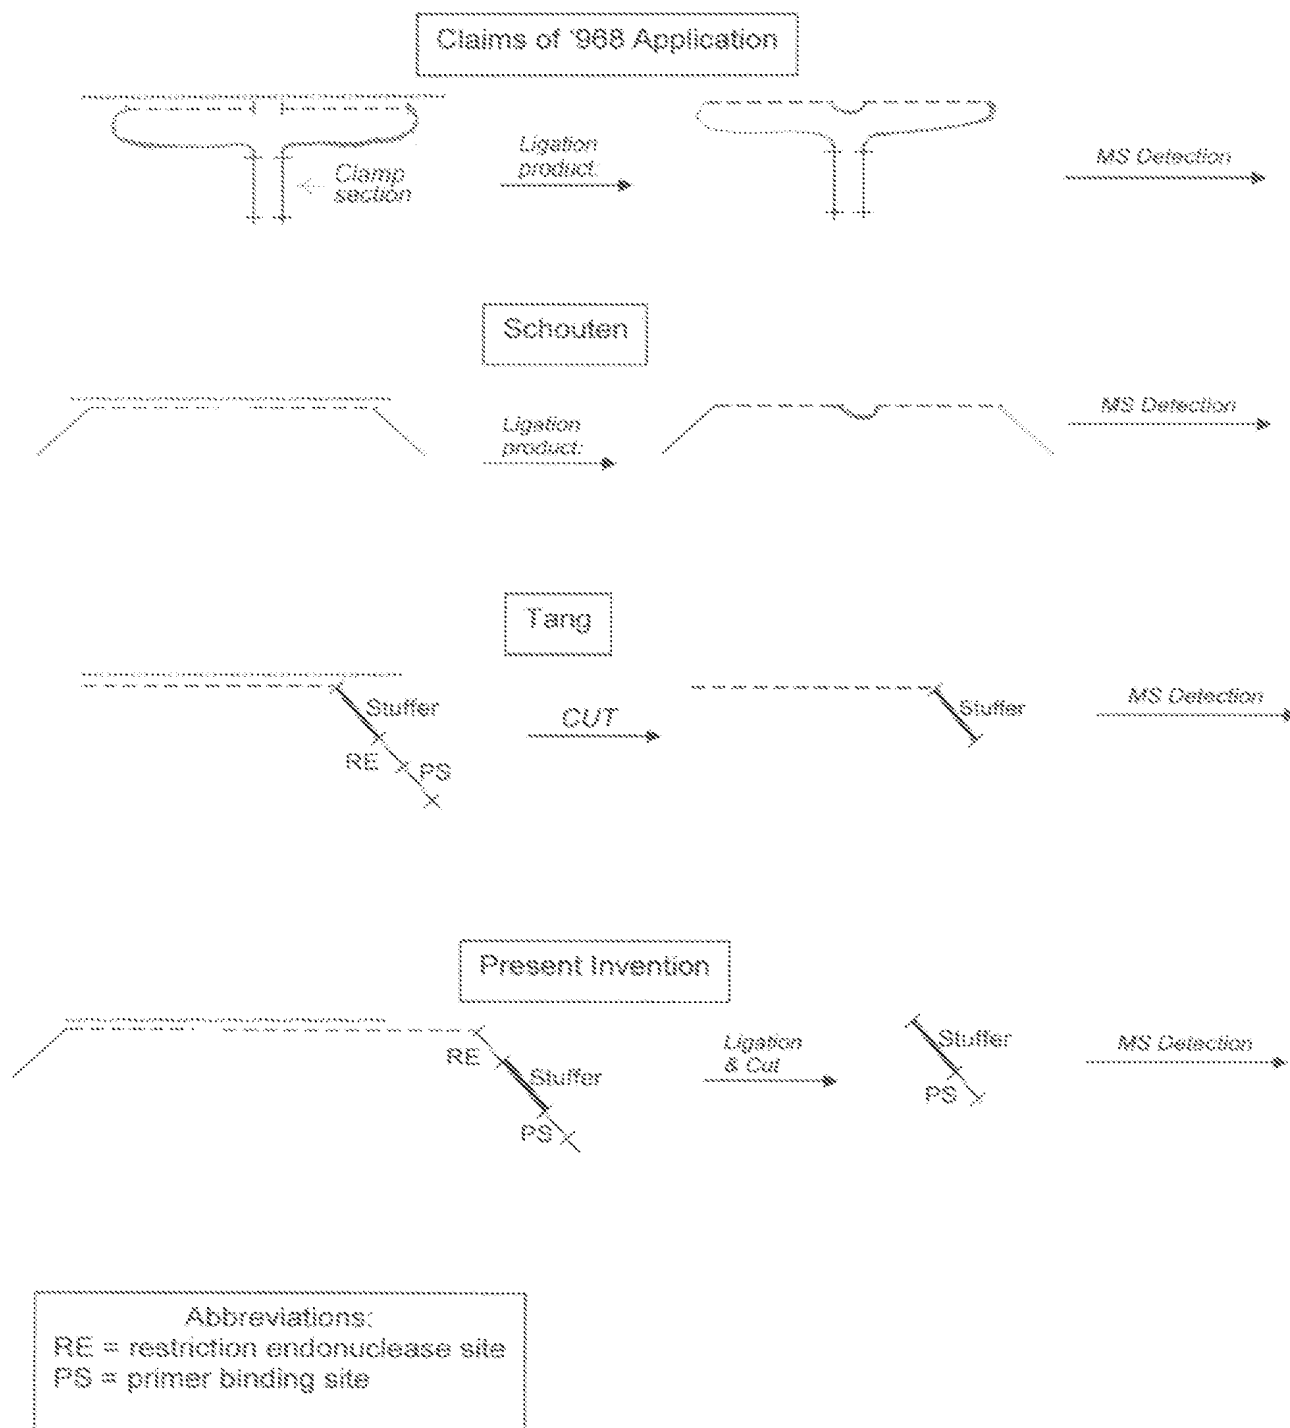 Claims of '968 Application
Clamp
section
Ligation
product:
MS Detection
Schouten
Ligation
product:
MS Detection
Tang
Stuffer
RE
PS
CUT
Stuffer
MS Detection
Present Invention
RE
Stuffer
PS
Ligation
& Cut
Stuffer
PS
MS Detection
Abbreviations:
RE = restriction endonuclease site
PS = primer binding site